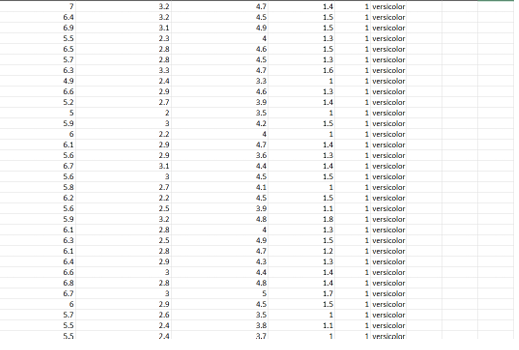 7 3.2 4.7 1.4 1 versicolor
6.4 3.2 4.5 1.5 1 versicolor
6.9 3.1 4.9 1.5 1 versicolor
5.5 2.3 4 1.3 1 versicolor
6.5 2.8 4.6 1.5 1 versicolor
5.7 2.8 4.5 1.3 1 versicolor
6.3 3.3 4.7 1.6 1 versicolor
4.9 2.4 3.3 1 1 versicolor
6.6 2.9 4.6 1.3 1 versicolor
5.2 2.7 3.9 1.4 1 versicolor
5 2 3.5 1 1 versicolor
5.9 3 4.2 1.5 1 versicolor
6 2.2 4 1 1 versicolor
6.1 2.9 4.7 1.4 1 versicolor
5.6 2.9 3.6 1.3 1 versicolor
6.7 3.1 4.4 1.4 1 versicolor
5.6 3 4.5 1.5 1 versicolor
5.8 2.7 4.1 1 1 versicolor
6.2 2.2 4.5 1.5 1 versicolor
5.6 2.5 3.9 1.1 1 versicolor
5.9 3.2 4.8 1.8 1 versicolor
6.1 2.8 4 1.3 1 versicolor
6.3 2.5 4.9 1.5 1 versicolor
6.1 2.8 4.7 1.2 1 versicolor
6.4 2.9 4.3 1.3 1 versicolor
6.6 3 4.4 1.4 1 versicolor
6.8 2.8 4.8 1.4 1 versicolor
6.7 3 5 1.7 1 versicolor
6 2.9 4.5 1.5 1 versicolor
5.7 2.6 3.5 1 1 versicolor
5.5 2.4 3.8 1.1 1 versicolor
5.5 2.4 3.7 1 1 versicolor